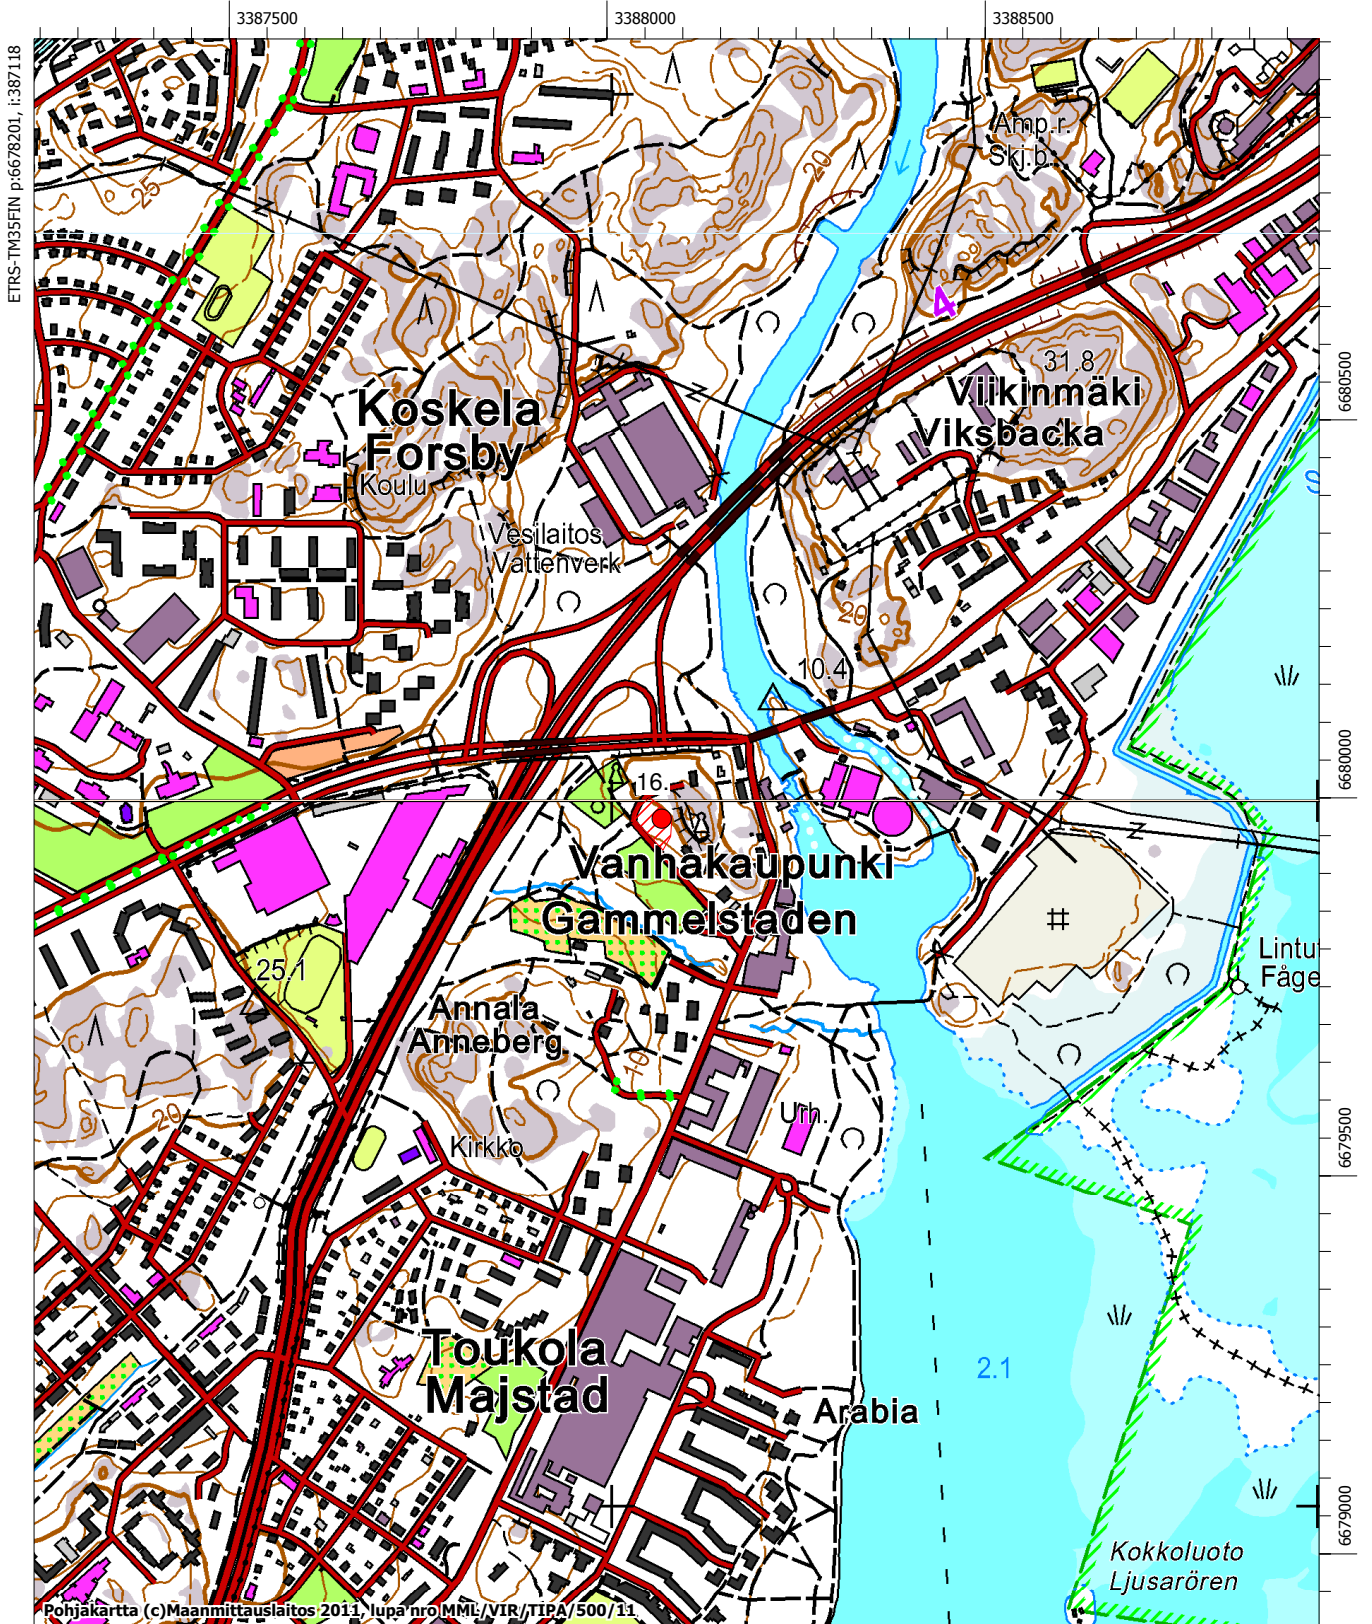 3387500
3388000
3388500
ETRS-TM35FIN p:6678201, i:387118
Amp.r.
Skj.b.
20
25
4
31.8
Viikinmäki
Viksbacka
6680500
Koskela
Forsby
Koulu
S
Vesilaitos
Vattenverk
20
10.4
6680000
16.
Vanhakaupunki
Gammelstaden
25.1
Lintu
Fåge
Annala
Anneberg
10
20
Urh.
Kirkko
6679500
Toukola
Majstad
2.1
Arabia
6679000
Kokkoluoto
Ljusarören
Pohjakartta (c)Maanmittauslaitos 2011, lupa nro MML/VIR/TIPA/500/11